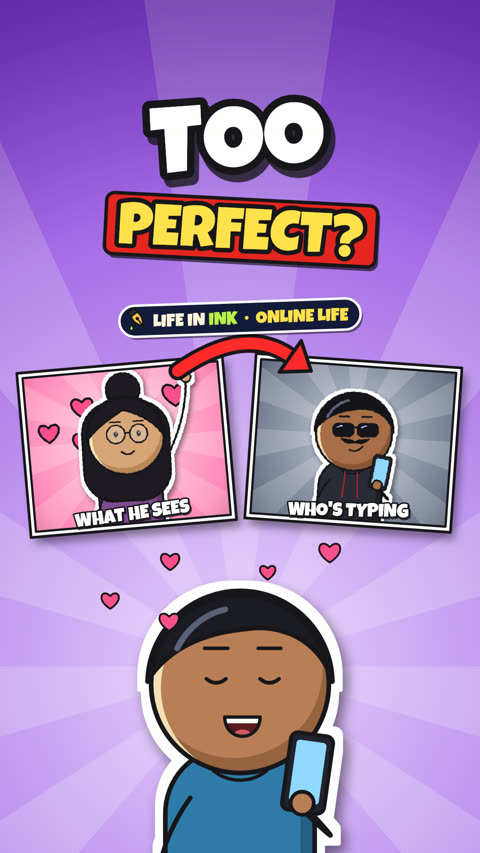 TOO
PERFECT?
LIFE IN INK · ONLINE LIFE
WHAT HE SEES
WHO'S TYPING